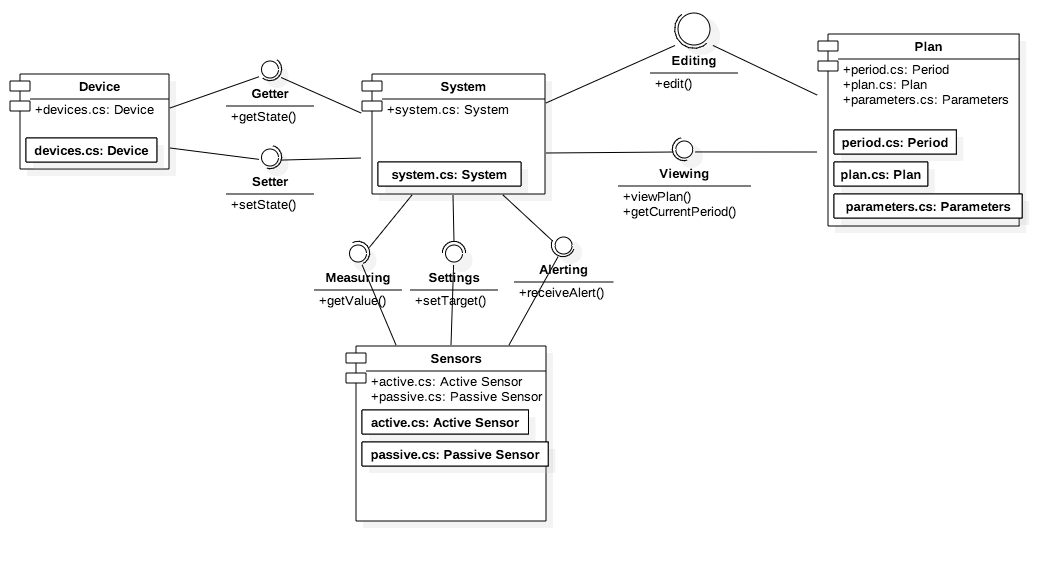 Device
+devices.cs: Device
devices.cs: Device
Getter
+getState()
Setter
+setState()
System
+system.cs: System
system.cs: System
Editing
+edit()
Viewing
+viewPlan()
+getCurrentPeriod()
Plan
+period.cs: Period
+plan.cs: Plan
+parameters.cs: Parameters
period.cs: Period
plan.cs: Plan
parameters.cs: Parameters
Measuring
+getValue()
Settings
+setTarget()
Alerting
+receiveAlert()
Sensors
+active.cs: Active Sensor
+passive.cs: Passive Sensor
active.cs: Active Sensor
passive.cs: Passive Sensor